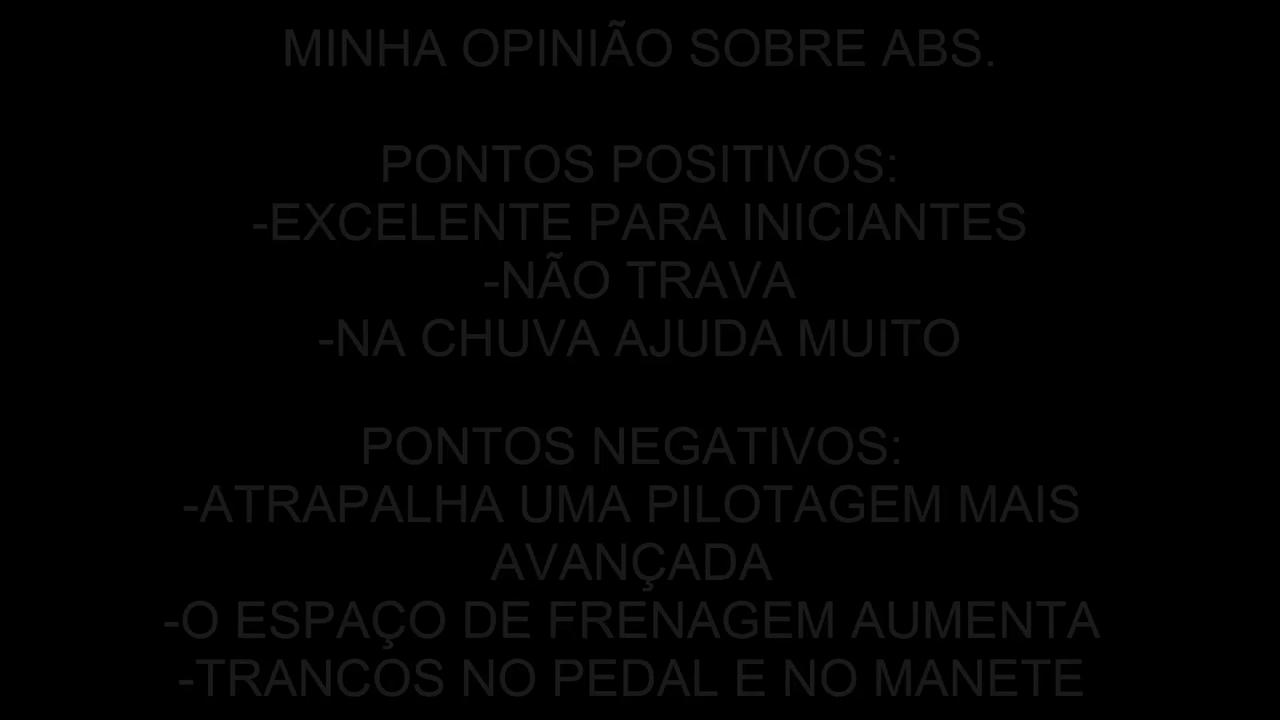 MINHA OPINIÃO SOBRE ABS.
PONTOS POSITIVOS:
-EXCELENTE PARA INICIANTES
-NÃO TRAVA
-NA CHUVA AJUDA MUITO
PONTOS NEGATIVOS:
-ATRAPALHA UMA PILOTAGEM MAIS
AVANÇADA
-O ESPAÇO DE FRENAGEM AUMENTA
-TRANCOS NO PEDAL E NO MANETE